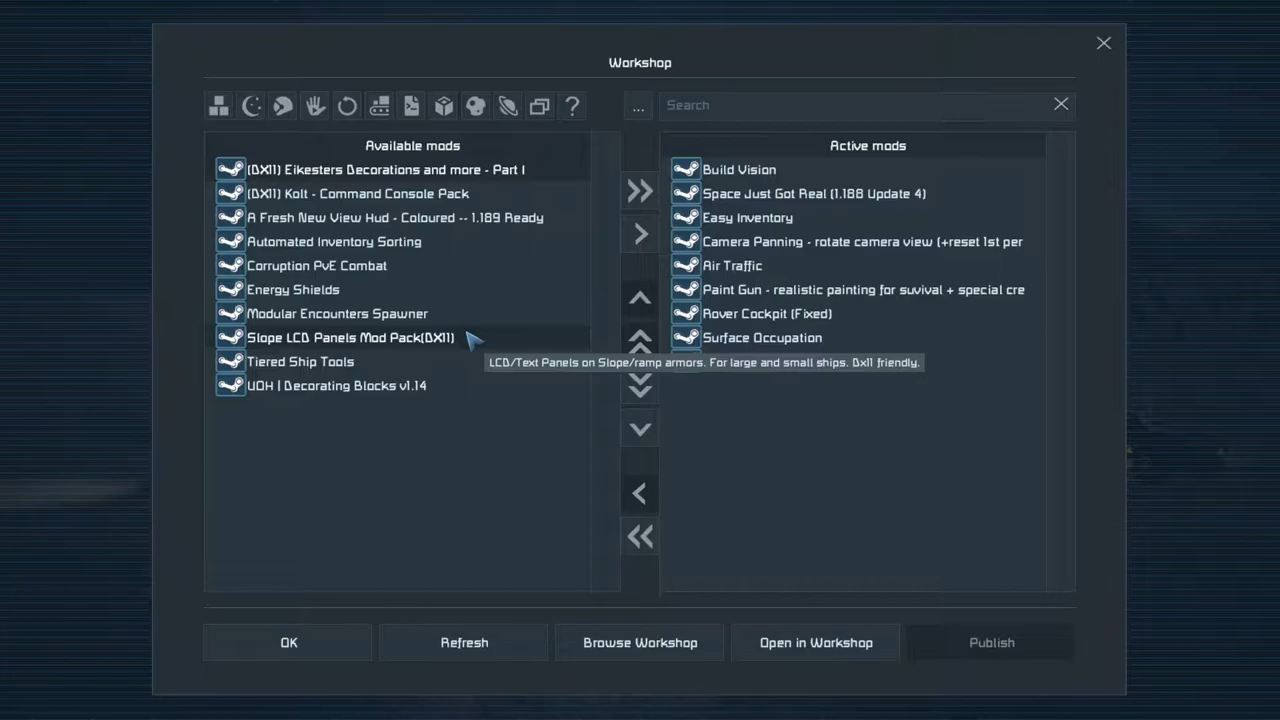 Workshop
...
Search
Available mods
(DX11) Eikesters Decorations and more - Part 1
(DX11) Kolt - Command Console Pack
A Fresh New View Hud - Coloured -- 1.189 Ready
Automated Inventory Sorting
Corruption PvE Combat
Energy Shields
Modular Encounters Spawner
Slope LCD Panels Mod Pack(DX11)
Tiered Ship Tools
UOH | Decorating Blocks v1.14
Active mods
Build Vision
Space Just Got Real (1.188 Update 4)
Easy Inventory
Camera Panning - rotate camera view (+reset 1st per
Air Traffic
Paint Gun - realistic painting for suvival + special cre
Rover Cockpit (Fixed)
Surface Occupation
LCD/Text Panels on Slope/ramp armors. For large and small ships. Dx11 friendly.
OK
Refresh
Browse Workshop
Open in Workshop
Publish